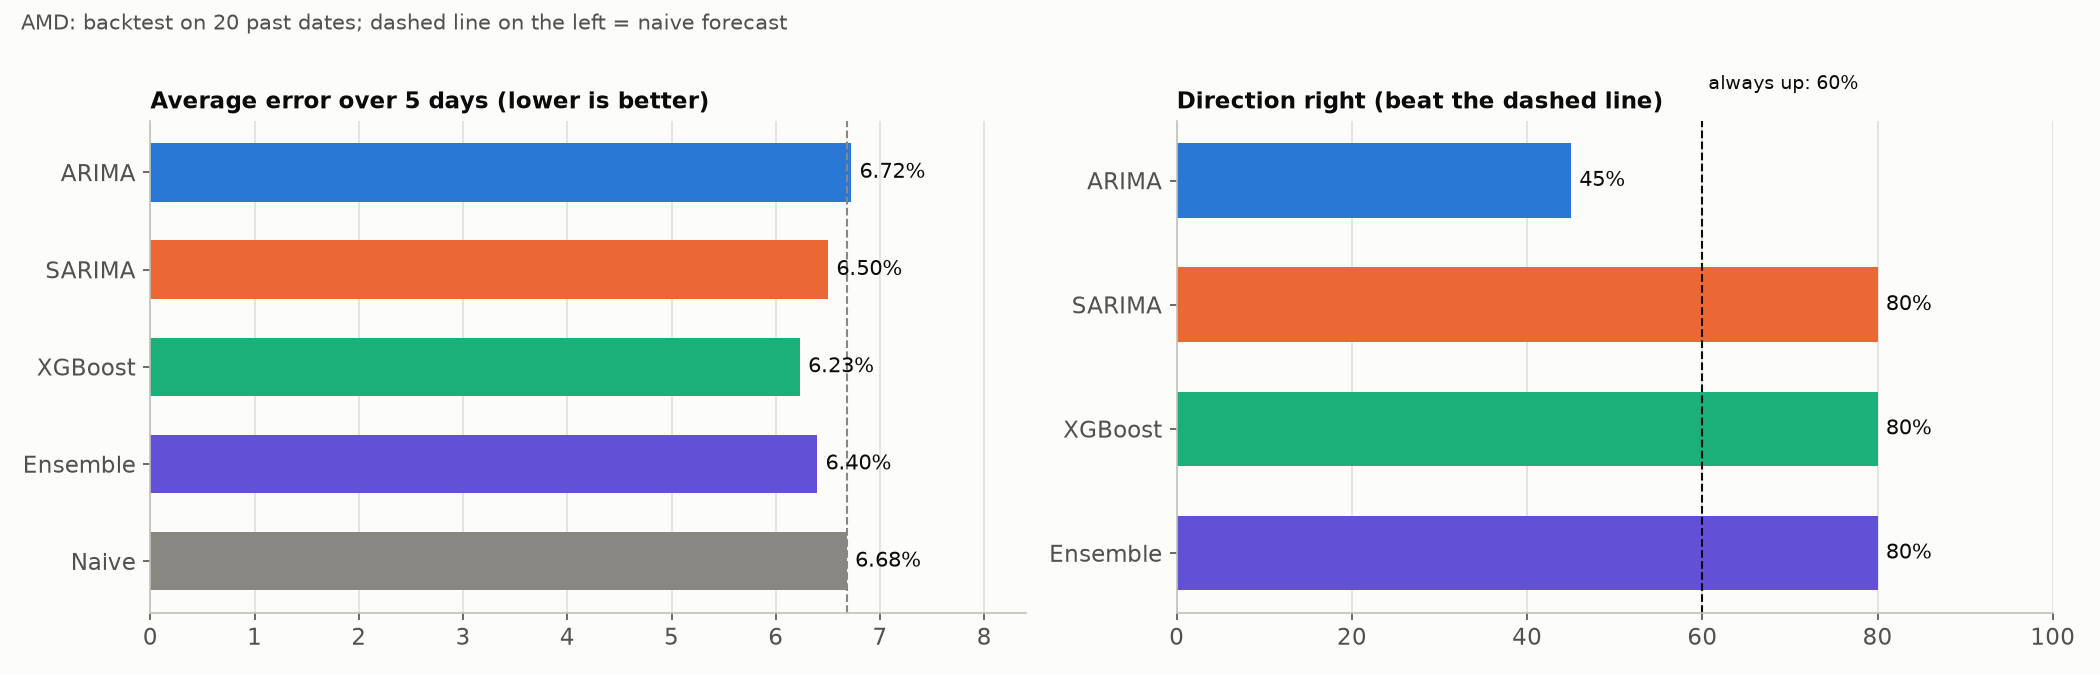 AMD: backtest on 20 past dates; dashed line on the left = naive forecast
Average error over 5 days (lower is better)
ARIMA
6.72%
SARIMA
6.50%
XGBoost
6.23%
Ensemble
6.40%
Naive
6.68%
0 1 2 3 4 5 6 7 8
always up: 60%
Direction right (beat the dashed line)
ARIMA
45%
SARIMA
80%
XGBoost
80%
Ensemble
80%
0 20 40 60 80 100